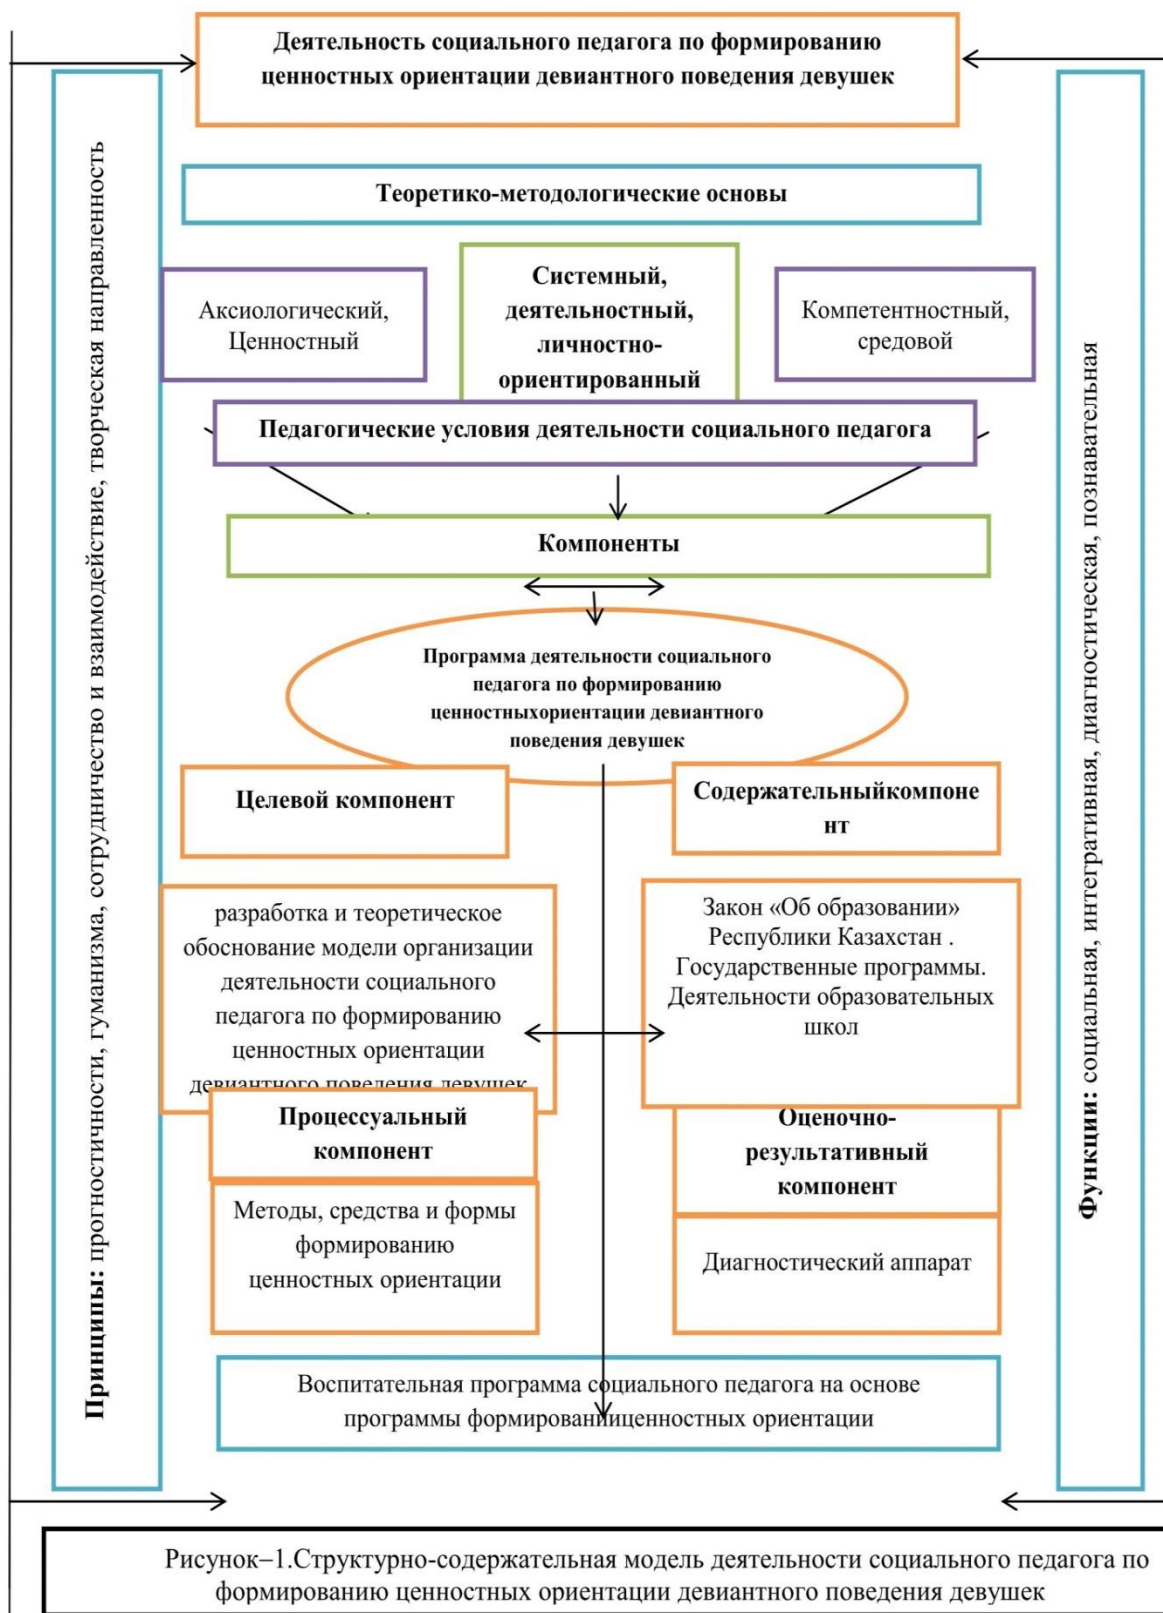 Деятельность социального педагога по формированию
ценностных ориентации девиантного поведения девушек
Принципы: прогностичности, гуманизма, сотрудничество и взаимодействие, творческая направленность
Функции: социальная, интегративная, диагностическая, познавательная
Теоретико-методологические основы
Аксиологический,
Ценностный
Системный,
деятельностный,
личностно-
ориентированный
Компетентностный,
средовой
Педагогические условия деятельности социального педагога
Компоненты
Программа деятельности социального
педагога по формированию
ценностныхориентации девиантного
поведения девушек
Целевой компонент
Содержательныйкомпоне
нт
разработка и теоретическое
обоснование модели организации
деятельности социального
педагога по формированию
ценностных ориентации
девиантного поведения девушек
Закон «Об образовании»
Республики Казахстан .
Государственные программы.
Деятельности образовательных
школ
Процессуальный
компонент
Оценочно-
результативный
компонент
Методы, средства и формы
формированию
ценностных ориентации
Диагностический аппарат
Воспитательная программа социального педагога на основе
программы формированииценностных ориентации
Рисунок–1.Структурно-содержательная модель деятельности социального педагога по
формированию ценностных ориентации девиантного поведения девушек